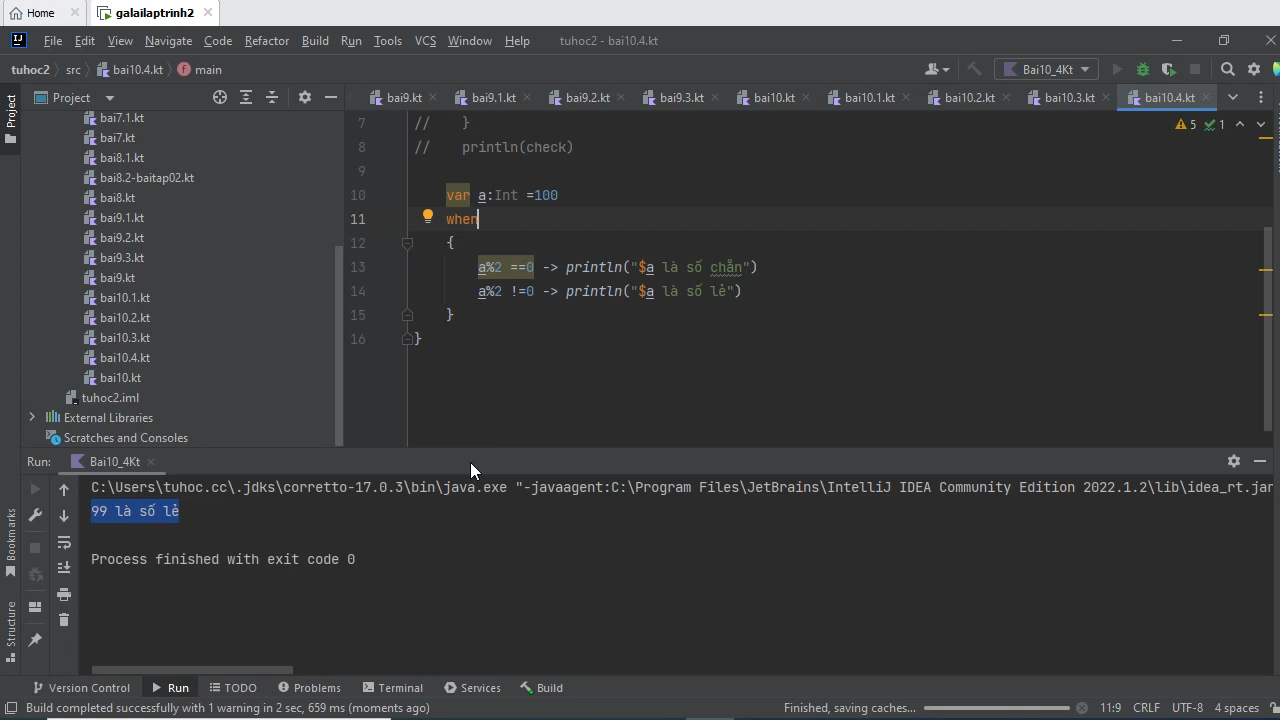 Home
galailaptrinh2
File Edit View Navigate Code Refactor Build Run Tools VCS Window Help tuhoc2 - bai10.4.kt
tuhoc2 src bai10.4.kt main Bai10_4Kt
Project
bai9.kt bai9.1.kt bai9.2.kt bai9.3.kt bai10.kt bai10.1.kt bai10.2.kt bai10.3.kt bai10.4.kt
Project
bai7.1.kt
bai7.kt
bai8.1.kt
bai8.2-baitap02.kt
bai8.kt
bai9.1.kt
bai9.2.kt
bai9.3.kt
bai9.kt
bai10.1.kt
bai10.2.kt
bai10.3.kt
bai10.4.kt
bai10.kt
tuhoc2.iml
External Libraries
Scratches and Consoles
5 1
7 // }
8 // println(check)
9
10 var a:Int =100
11 when
12 {
13 a%2 ==0 -> println("$a là số chẵn")
14 a%2 !=0 -> println("$a là số lẻ")
15 }
16 }
Run: Bai10_4Kt
C:\Users\tuhoc.cc\.jdks\corretto-17.0.3\bin\java.exe "-javaagent:C:\Program Files\JetBrains\IntelliJ IDEA Community Edition 2022.1.2\lib\idea_rt.jar
99 là số lẻ
Process finished with exit code 0
Bookmarks
Structure
Version Control Run TODO Problems Terminal Services Build
Build completed successfully with 1 warning in 2 sec, 659 ms (moments ago) Finished, saving caches... 11:9 CRLF UTF-8 4 spaces